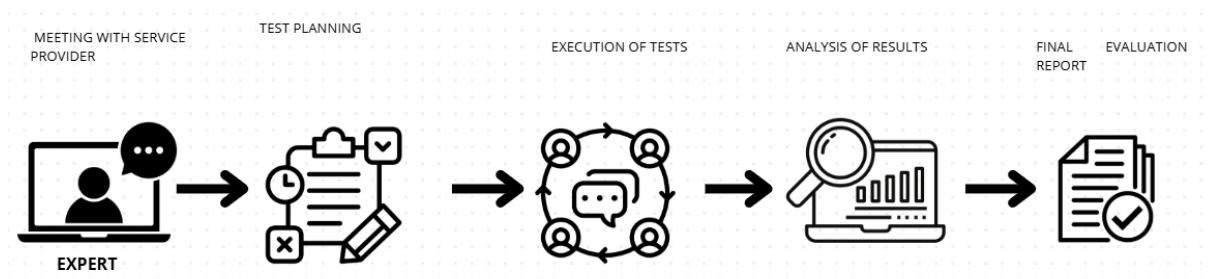 MEETING WITH SERVICE
PROVIDER
TEST PLANNING
EXECUTION OF TESTS
ANALYSIS OF RESULTS
FINAL EVALUATION
REPORT
EXPERT